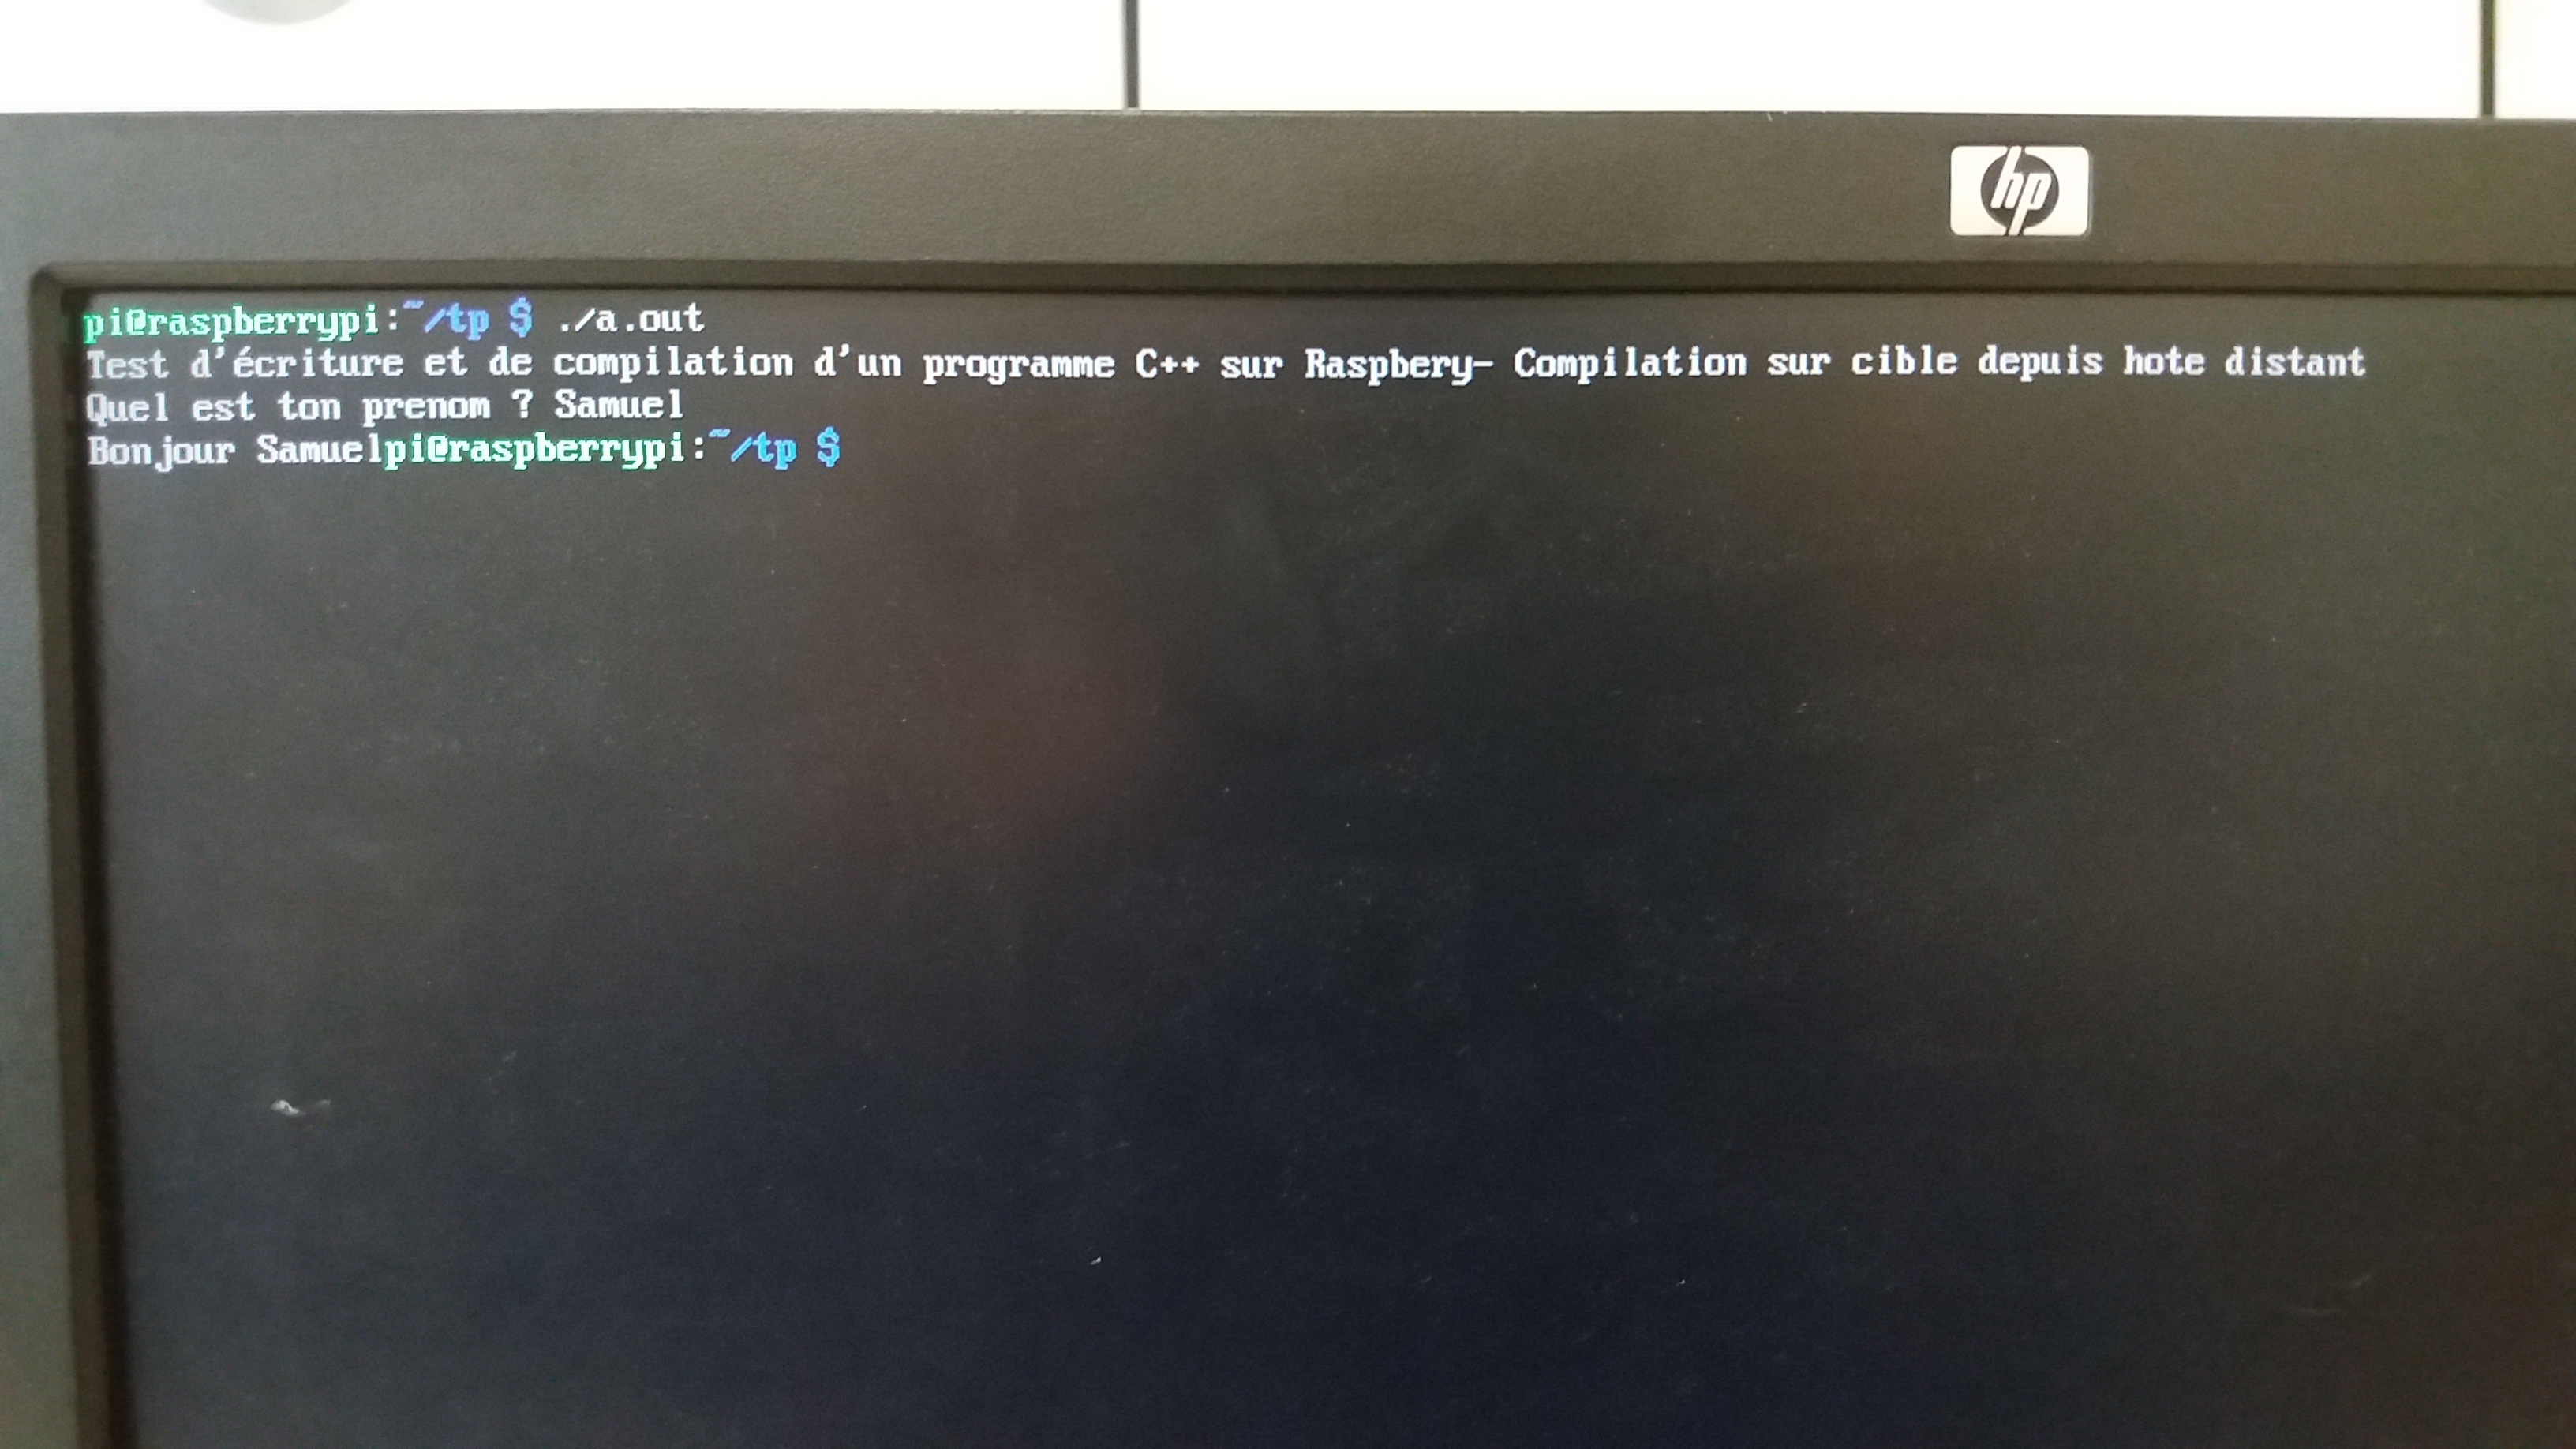 hp
pi@raspberrypi:~/tp $ ./a.out
Test d'écriture et de compilation d'un programme C++ sur Raspbery- Compilation sur cible depuis hote distant
Quel est ton prenom ? Samuel
Bonjour Samuelpi@raspberrypi:~/tp $